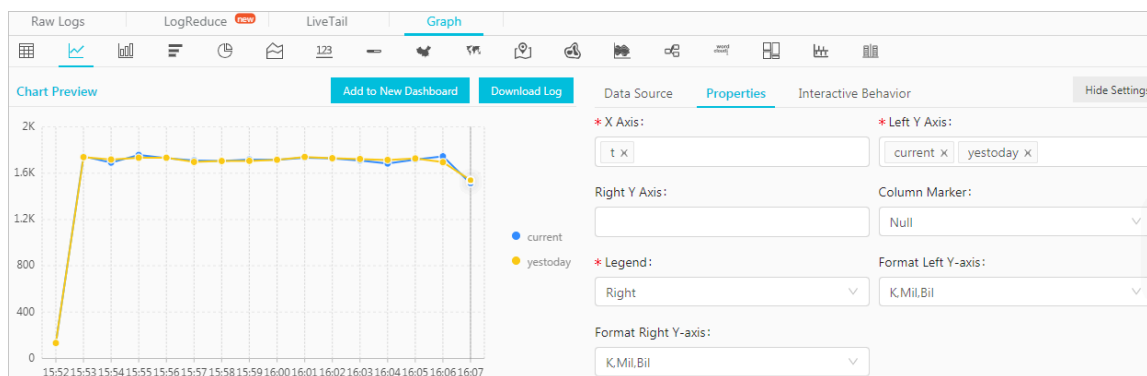 Raw Logs LogReduce new LiveTail Graph
123 word cloud
Chart Preview Add to New Dashboard Download Log Data Source Properties Interactive Behavior Hide Settings
* X Axis: * Left Y Axis:
t × current × yestoday ×
Right Y Axis: Column Marker:
Null
* Legend: Format Left Y-axis:
Right K,Mil,Bil
Format Right Y-axis:
K,Mil,Bil
2K
1.6K
1.2K
800
400
0
15:52 15:53 15:54 15:55 15:56 15:57 15:58 15:59 16:00 16:01 16:02 16:03 16:04 16:05 16:06 16:07
current
yestoday